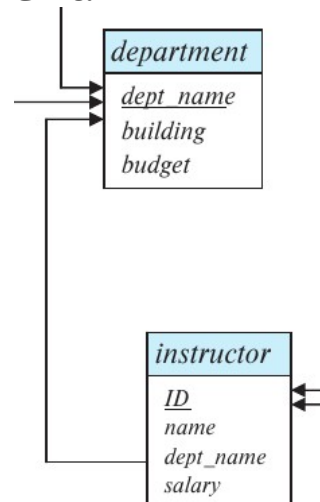 department
dept_name
building
budget
instructor
ID
name
dept_name
salary